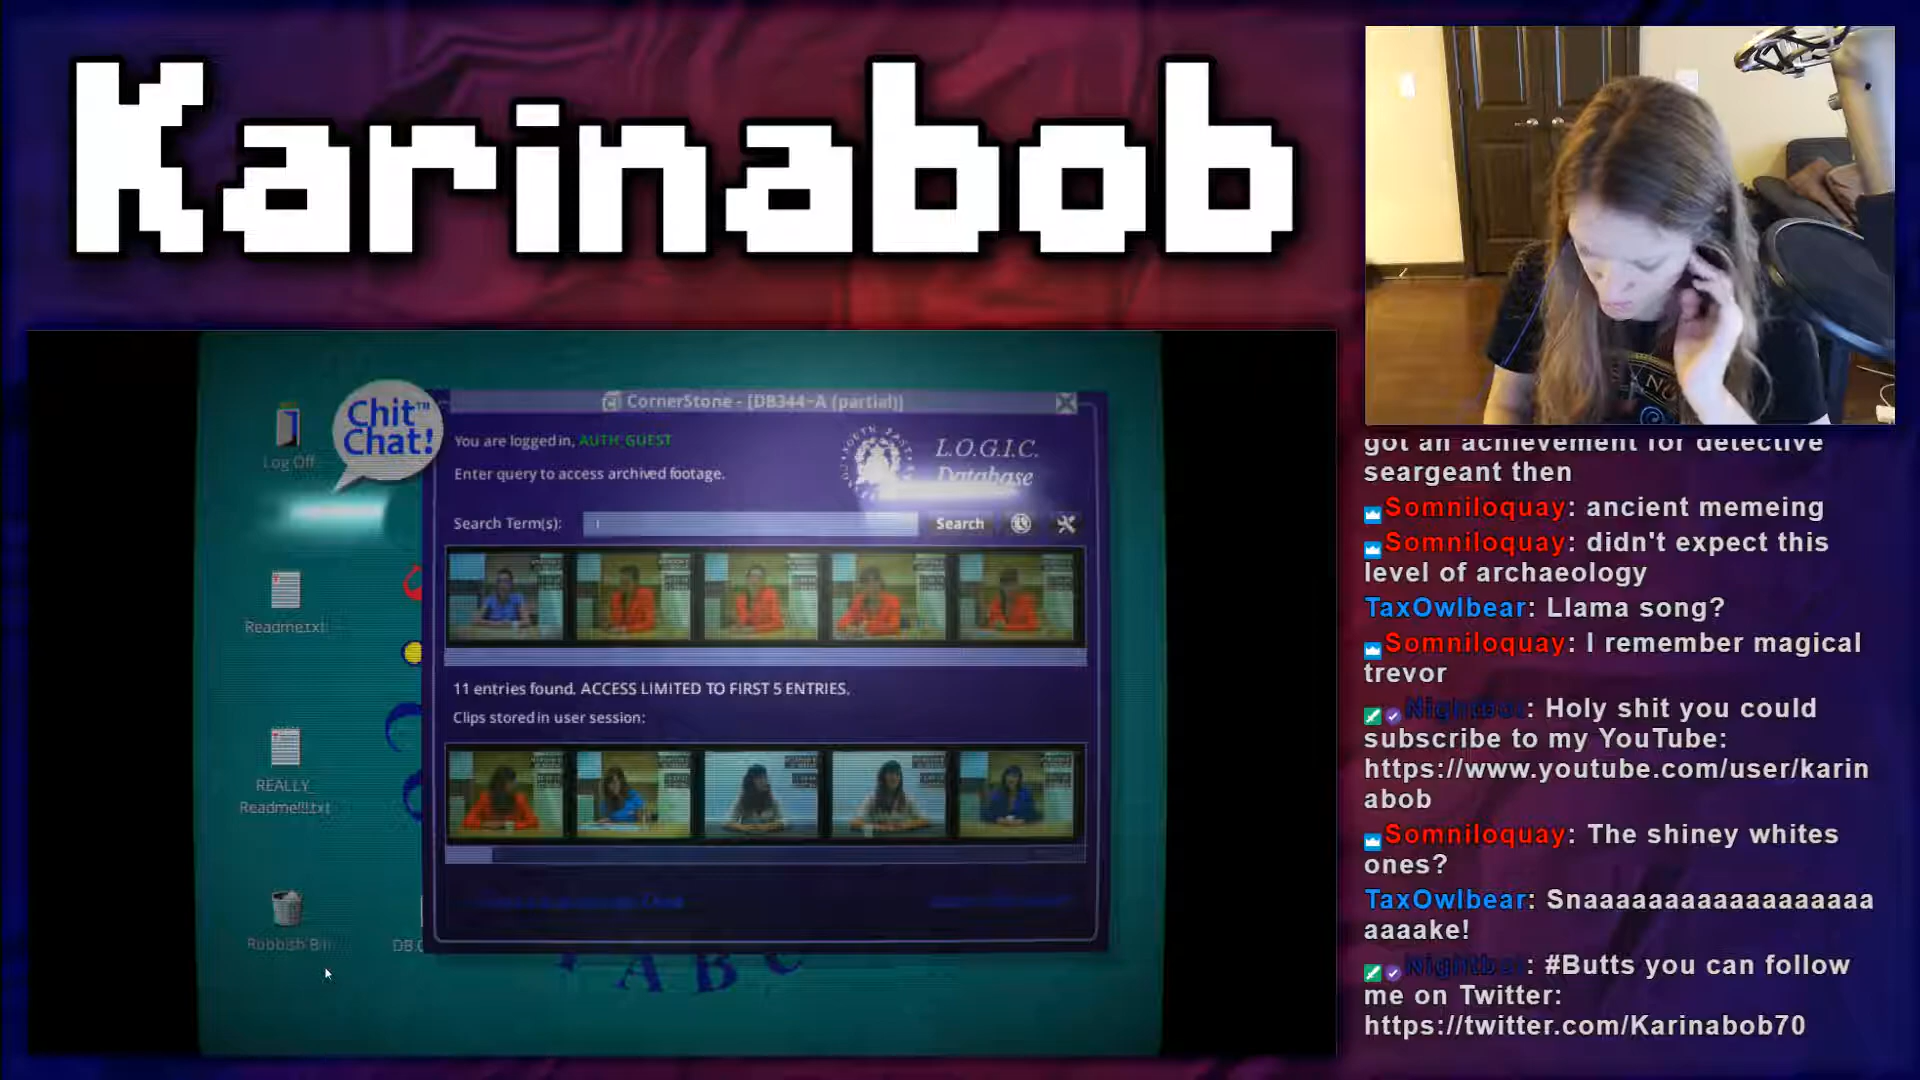 Karinabob
Chit™
Chat!
CornerStone - [DB344-A (partial)]
You are logged in, AUTH GUEST
Enter query to access archived footage.
L.O.G.I.C.
Database
Search Term(s):
Search
11 entries found. ACCESS LIMITED TO FIRST 5 ENTRIES.
Clips stored in user session:
Log Off
Readme.txt
REALLY_
Readme!!!.txt
got an achievement for detective
seargeant then
Somniloquay: ancient memeing
Somniloquay: didn't expect this
level of archaeology
TaxOwlbear: Llama song?
Somniloquay: I remember magical
trevor
Nightbot: Holy shit you could
subscribe to my YouTube:
https://www.youtube.com/user/karin
abob
Somniloquay: The shiney whites
ones?
TaxOwlbear: Snaaaaaaaaaaaaaaaaaa
aaaake!
Nightbot: #Butts you can follow
me on Twitter:
https://twitter.com/Karinabob70